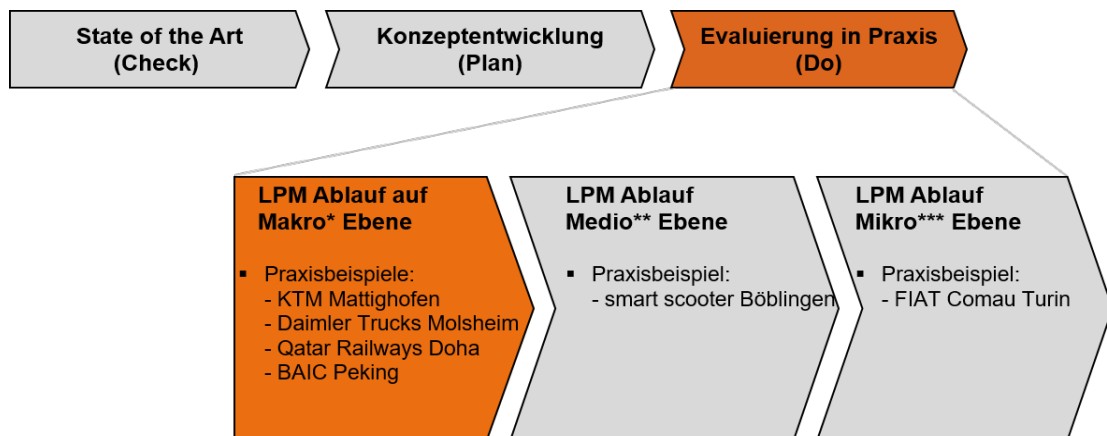 State of the Art
(Check)
Konzeptentwicklung
(Plan)
Evaluierung in Praxis
(Do)
LPM Ablauf auf
Makro* Ebene
▪ Praxisbeispiele:
- KTM Mattighofen
- Daimler Trucks Molsheim
- Qatar Railways Doha
- BAIC Peking
LPM Ablauf
Medio** Ebene
▪ Praxisbeispiel:
- smart scooter Böblingen
LPM Ablauf
Mikro*** Ebene
▪ Praxisbeispiel:
- FIAT Comau Turin